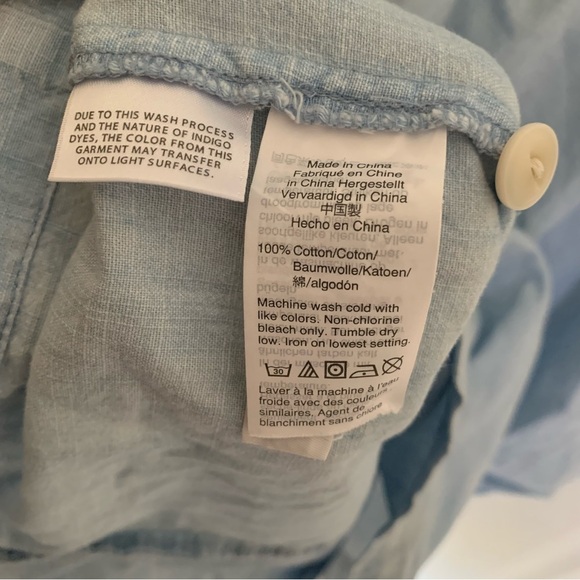 DUE TO THIS WASH PROCESS
AND THE NATURE OF INDIGO
DYES, THE COLOR FROM THIS
GARMENT MAY TRANSFER
ONTO LIGHT SURFACES.
Made in China
Fabriqué en Chine
in China Hergestellt
Vervaardigd in China
中国製
Hecho en China
100% Cotton/Coton/
Baumwolle/Katoen/
綿/algodón
Machine wash cold with
like colors. Non-chlorine
bleach only. Tumble dry
low. Iron on lowest setting.
30
Laver à la machine à l'eau
froide avec des couleurs
similaires. Agent de
blanchiment sans chlore